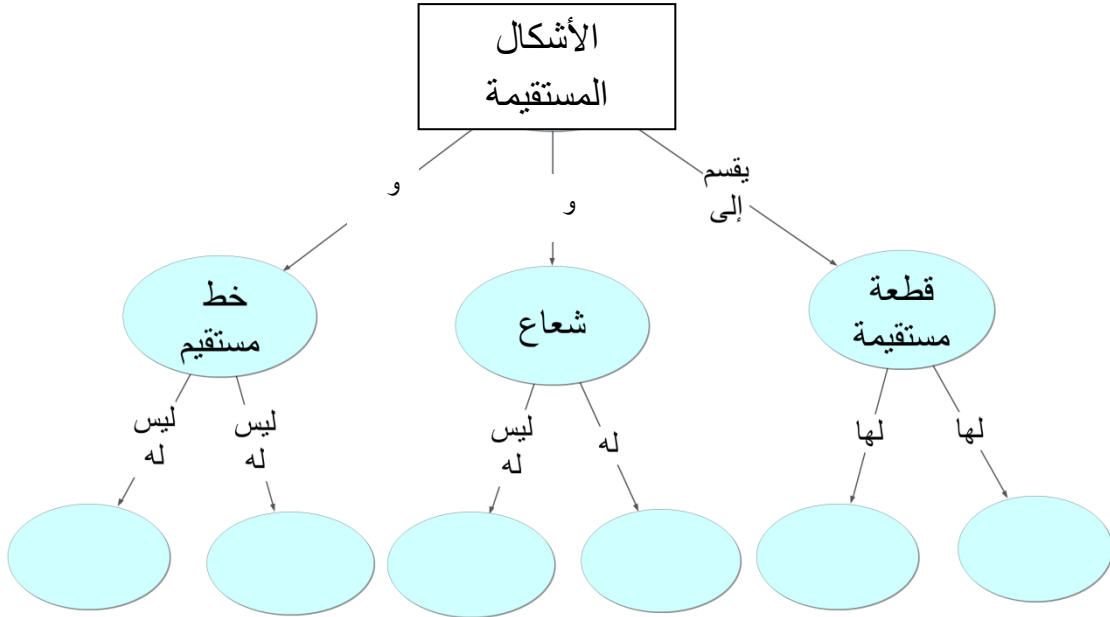 الأشكال
المستقيمة
يقسم
إلى
و
و
قطعة
مستقيمة
شعاع
خط
مستقيم
لها
لها
له
ليس
له
ليس
له
ليس
له